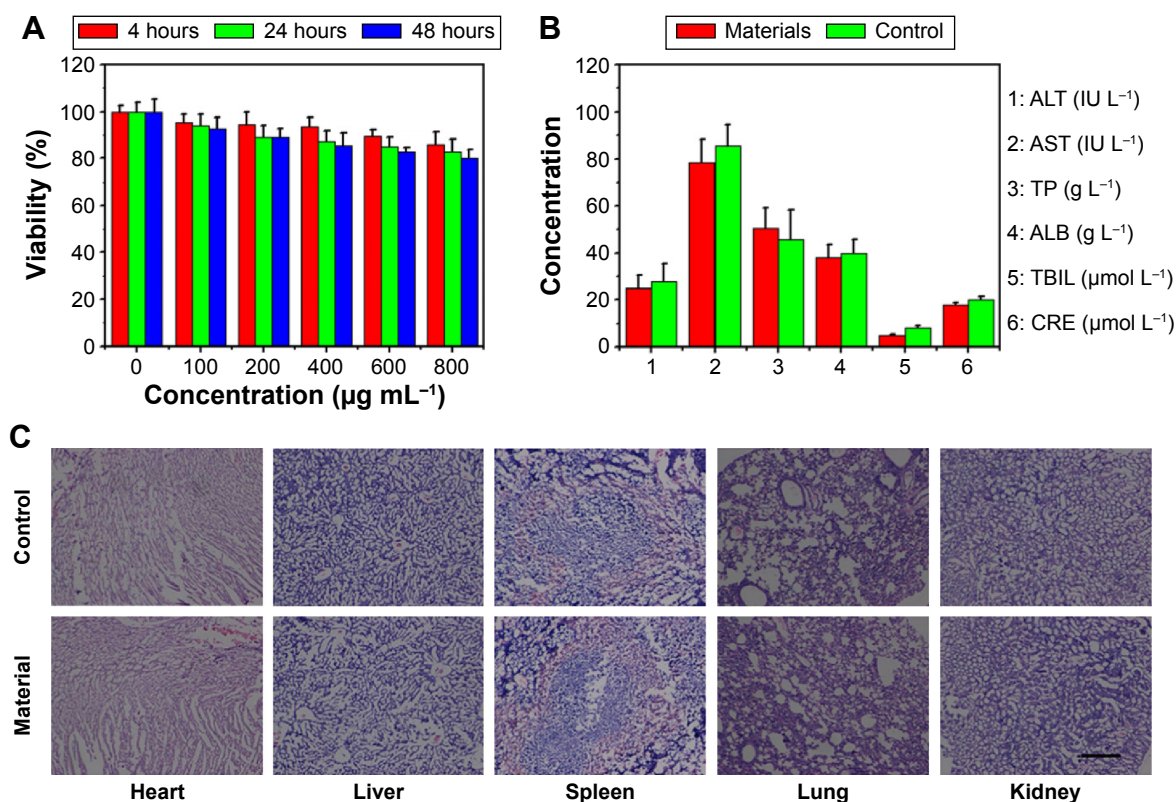 A
4 hours 24 hours 48 hours
120
100
80
60
40
20
0
Viability (%)
0 100 200 400 600 800
Concentration (µg mL⁻¹)
B
Materials Control
120
100
80
60
40
20
0
Concentration
1 2 3 4 5 6
1: ALT (IU L⁻¹)
2: AST (IU L⁻¹)
3: TP (g L⁻¹)
4: ALB (g L⁻¹)
5: TBIL (µmol L⁻¹)
6: CRE (µmol L⁻¹)
C
Control
Material
Heart Liver Spleen Lung Kidney